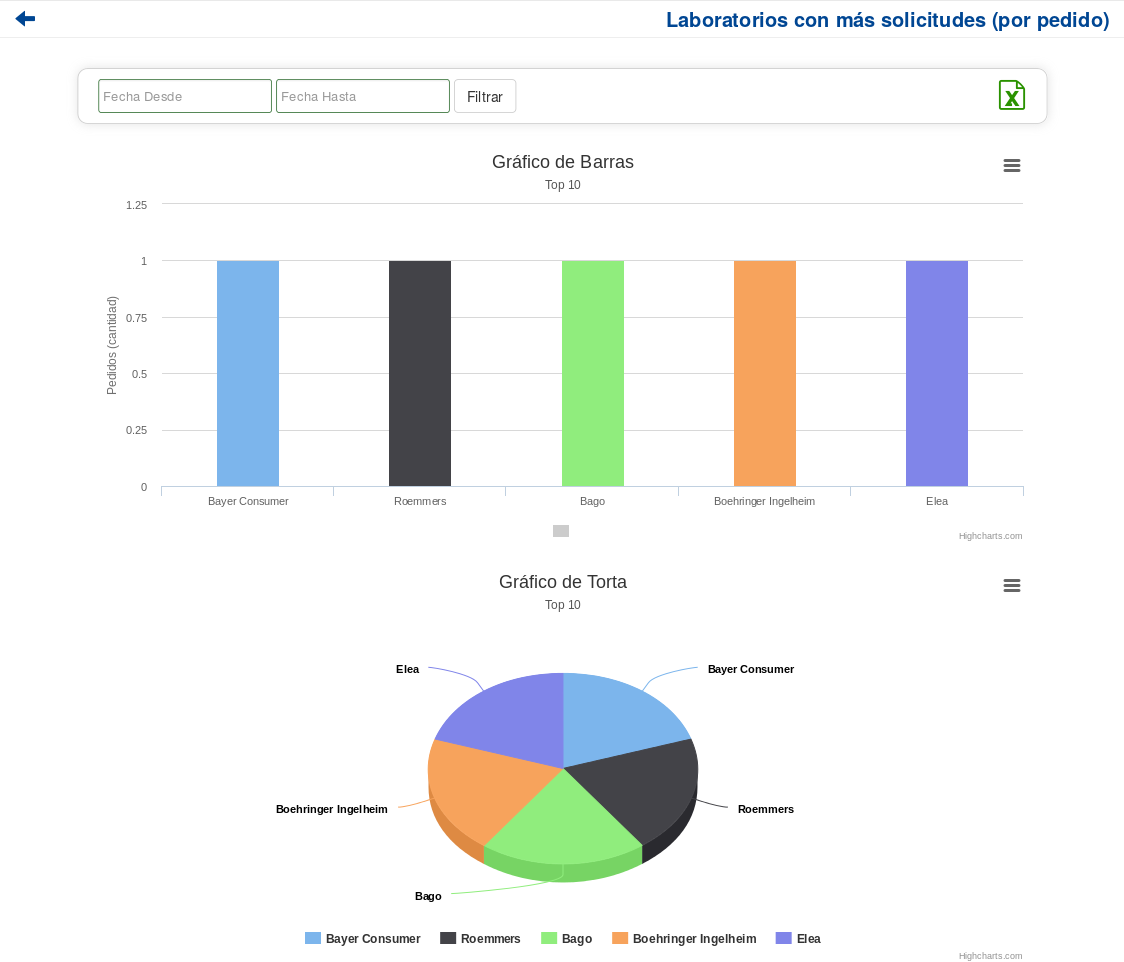 Laboratorios con más solicitudes (por pedido)
Fecha Desde
Fecha Hasta
Filtrar
Gráfico de Barras
Top 10
1.25
1
0.75
0.5
0.25
0
Pedidos (cantidad)
Bayer Consumer
Roemmers
Bago
Boehringer Ingelheim
Elea
Highcharts.com
Gráfico de Torta
Top 10
Elea
Bayer Consumer
Boehringer Ingelheim
Roemmers
Bago
Bayer Consumer
Roemmers
Bago
Boehringer Ingelheim
Elea
Highcharts.com